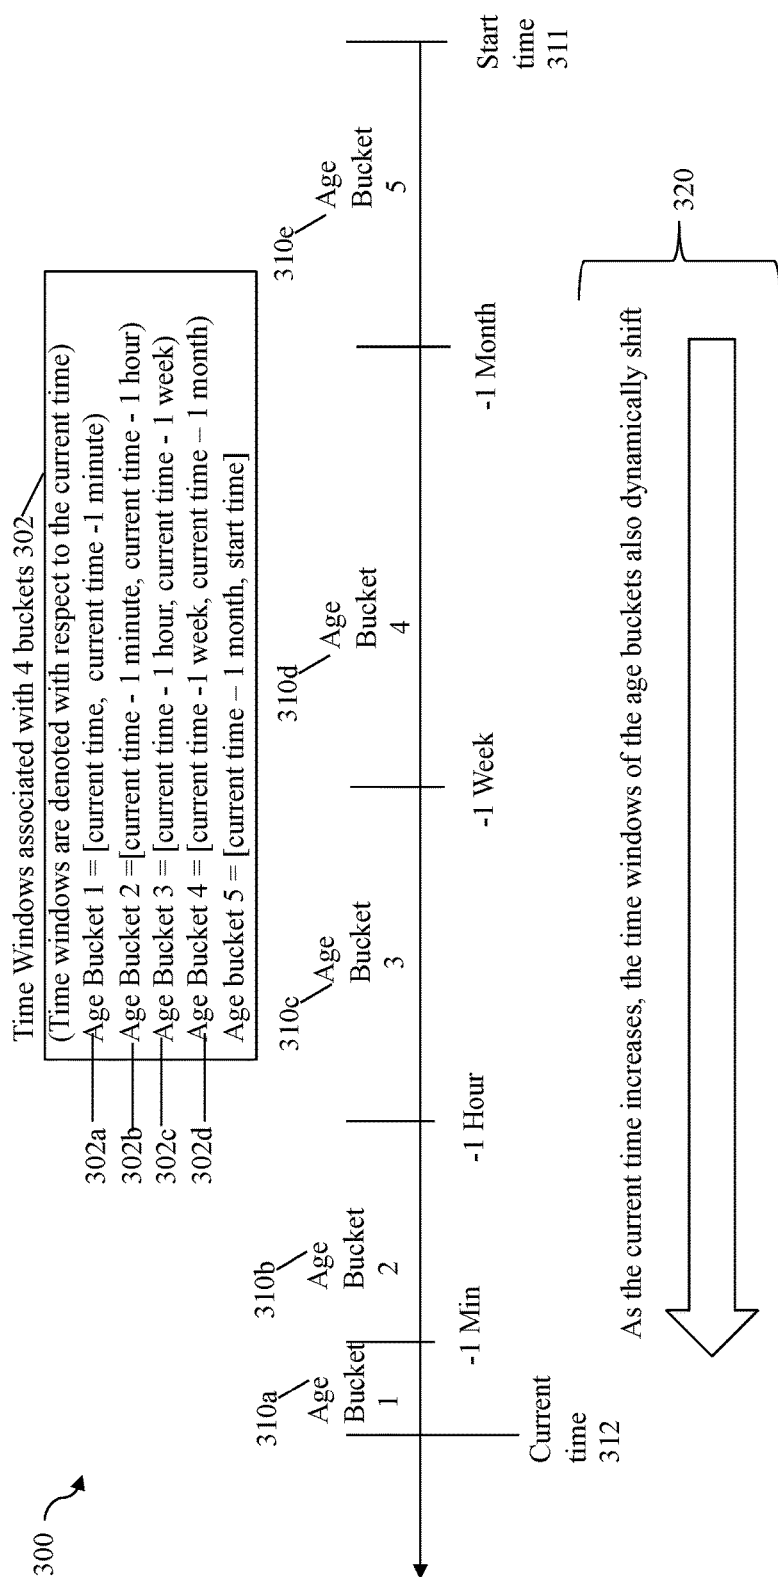 300
Time Windows associated with 4 buckets 302
(Time windows are denoted with respect to the current time)
302a
Age Bucket 1 = [current time, current time -1 minute)
302b
Age Bucket 2 =[current time - 1 minute, current time - 1 hour)
302c
Age Bucket 3 = [current time - 1 hour, current time - 1 week)
302d
Age Bucket 4 = [current time -1 week, current time – 1 month)
Age bucket 5 = [current time – 1 month, start time]
310a
Age
Bucket
1
310b
Age
Bucket
2
310c
Age
Bucket
3
310d
Age
Bucket
4
310e
Age
Bucket
5
Current
time
312
-1 Min
-1 Hour
-1 Week
-1 Month
Start
time
311
As the current time increases, the time windows of the age buckets also dynamically shift
320